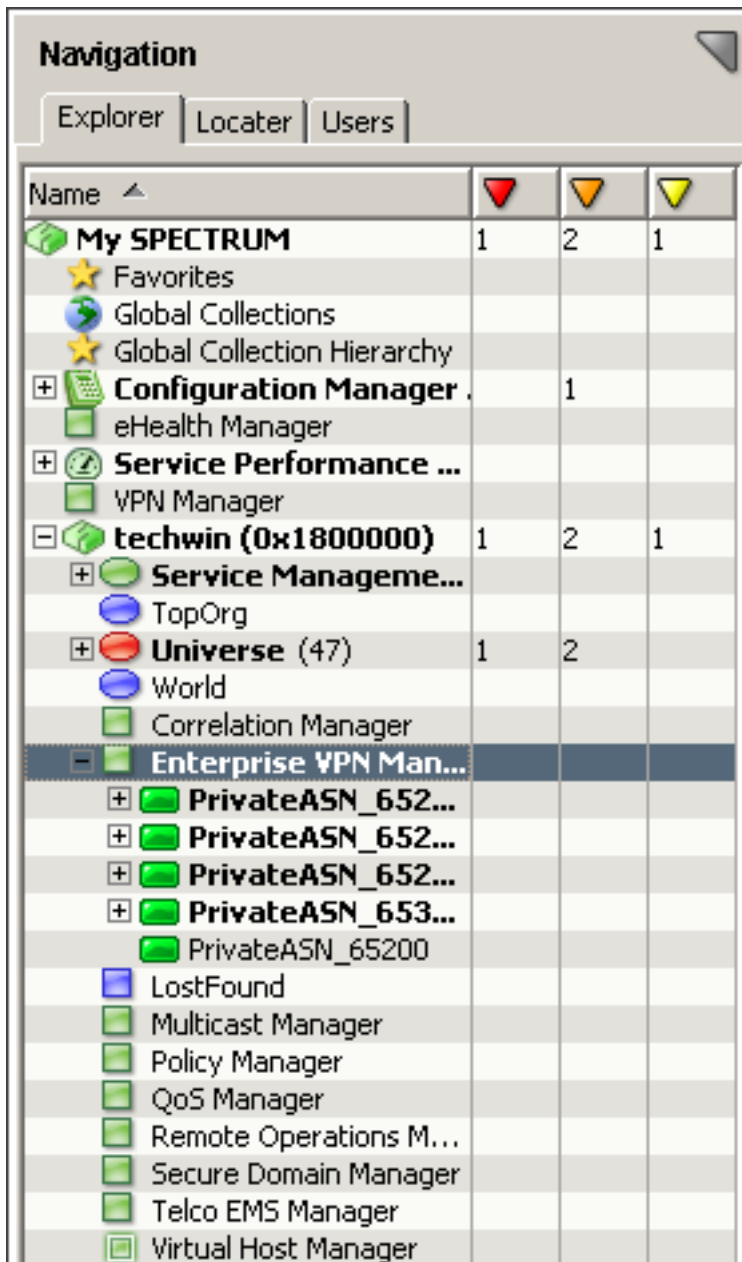 Navigation
Explorer Locater Users
Name
My SPECTRUM 1 2 1
Favorites
Global Collections
Global Collection Hierarchy
Configuration Manager . 1
eHealth Manager
Service Performance ...
VPN Manager
techwin (0x1800000) 1 2 1
Service Manageme...
TopOrg
Universe (47) 1 2
World
Correlation Manager
Enterprise VPN Man...
PrivateASN_652...
PrivateASN_652...
PrivateASN_652...
PrivateASN_653...
PrivateASN_65200
LostFound
Multicast Manager
Policy Manager
QoS Manager
Remote Operations M...
Secure Domain Manager
Telco EMS Manager
Virtual Host Manager